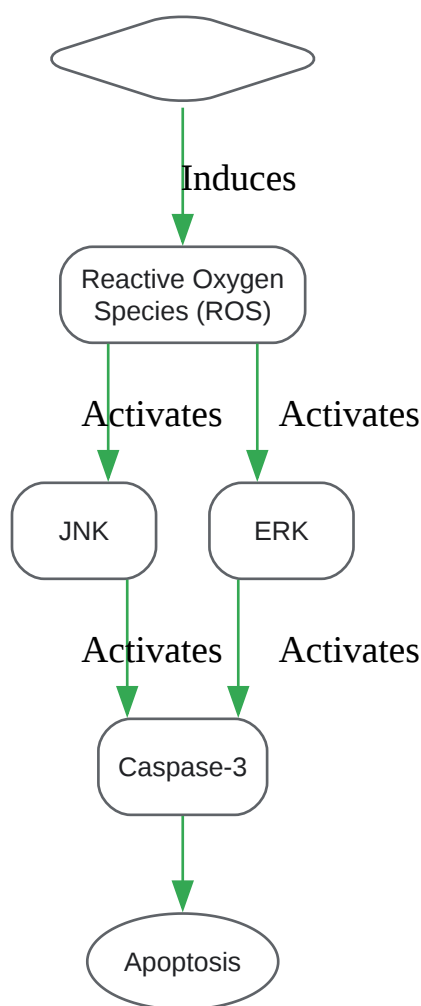 Induces
Reactive Oxygen
Species (ROS)
Activates
Activates
JNK
ERK
Activates
Activates
Caspase-3
Apoptosis